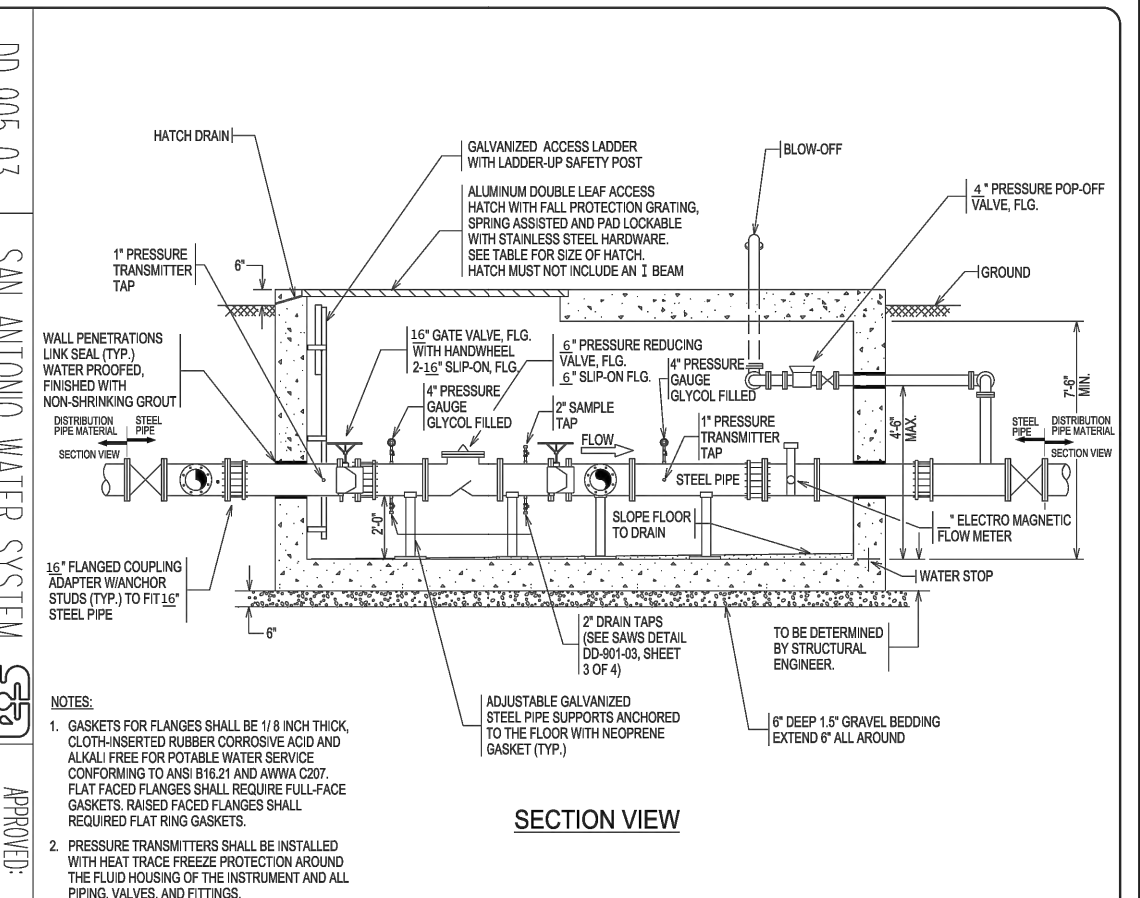 DD 005 03
SAN ANTONIO WATER SYSTEM
APPROVED:
HATCH DRAIN
GALVANIZED ACCESS LADDER
WITH LADDER-UP SAFETY POST
BLOW-OFF
ALUMINUM DOUBLE LEAF ACCESS
HATCH WITH FALL PROTECTION GRATING,
SPRING ASSISTED AND PAD LOCKABLE
WITH STAINLESS STEEL HARDWARE.
SEE TABLE FOR SIZE OF HATCH.
HATCH MUST NOT INCLUDE AN I BEAM
4" PRESSURE POP-OFF
VALVE, FLG.
1" PRESSURE
TRANSMITTER
TAP
6"
GROUND
WALL PENETRATIONS
LINK SEAL (TYP.)
WATER PROOFED,
FINISHED WITH
NON-SHRINKING GROUT
16" GATE VALVE, FLG.
WITH HANDWHEEL
2-16" SLIP-ON, FLG.
6" PRESSURE REDUCING
VALVE, FLG.
6" SLIP-ON FLG.
4" PRESSURE
GAUGE
GLYCOL FILLED
4" PRESSURE
GAUGE
GLYCOL FILLED
2" SAMPLE
TAP
1" PRESSURE
TRANSMITTER
TAP
FLOW
4'-6"
MAX.
7'-6"
MIN.
DISTRIBUTION
PIPE MATERIAL
STEEL
PIPE
SECTION VIEW
STEEL
PIPE
DISTRIBUTION
PIPE MATERIAL
SECTION VIEW
STEEL PIPE
2'-0"
SLOPE FLOOR
TO DRAIN
" ELECTRO MAGNETIC
FLOW METER
16" FLANGED COUPLING
ADAPTER W/ANCHOR
STUDS (TYP.) TO FIT 16"
STEEL PIPE
WATER STOP
6"
2" DRAIN TAPS
(SEE SAWS DETAIL
DD-901-03, SHEET
3 OF 4)
TO BE DETERMINED
BY STRUCTURAL
ENGINEER.
ADJUSTABLE GALVANIZED
STEEL PIPE SUPPORTS ANCHORED
TO THE FLOOR WITH NEOPRENE
GASKET (TYP.)
6" DEEP 1.5" GRAVEL BEDDING
EXTEND 6" ALL AROUND
SECTION VIEW
NOTES:
1. GASKETS FOR FLANGES SHALL BE 1/ 8 INCH THICK,
CLOTH-INSERTED RUBBER CORROSIVE ACID AND
ALKALI FREE FOR POTABLE WATER SERVICE
CONFORMING TO ANSI B16.21 AND AWWA C207.
FLAT FACED FLANGES SHALL REQUIRE FULL-FACE
GASKETS. RAISED FACED FLANGES SHALL
REQUIRED FLAT RING GASKETS.
2. PRESSURE TRANSMITTERS SHALL BE INSTALLED
WITH HEAT TRACE FREEZE PROTECTION AROUND
THE FLUID HOUSING OF THE INSTRUMENT AND ALL
PIPING, VALVES, AND FITTINGS.